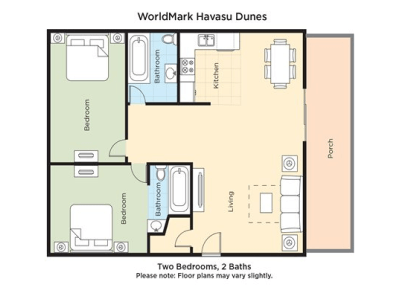 WorldMark Havasu Dunes
Bathroom
Kitchen
Bedroom
Porch
Bedroom
Bathroom
Living
Two Bedrooms, 2 Baths
Please note: Floor plans may vary slightly.